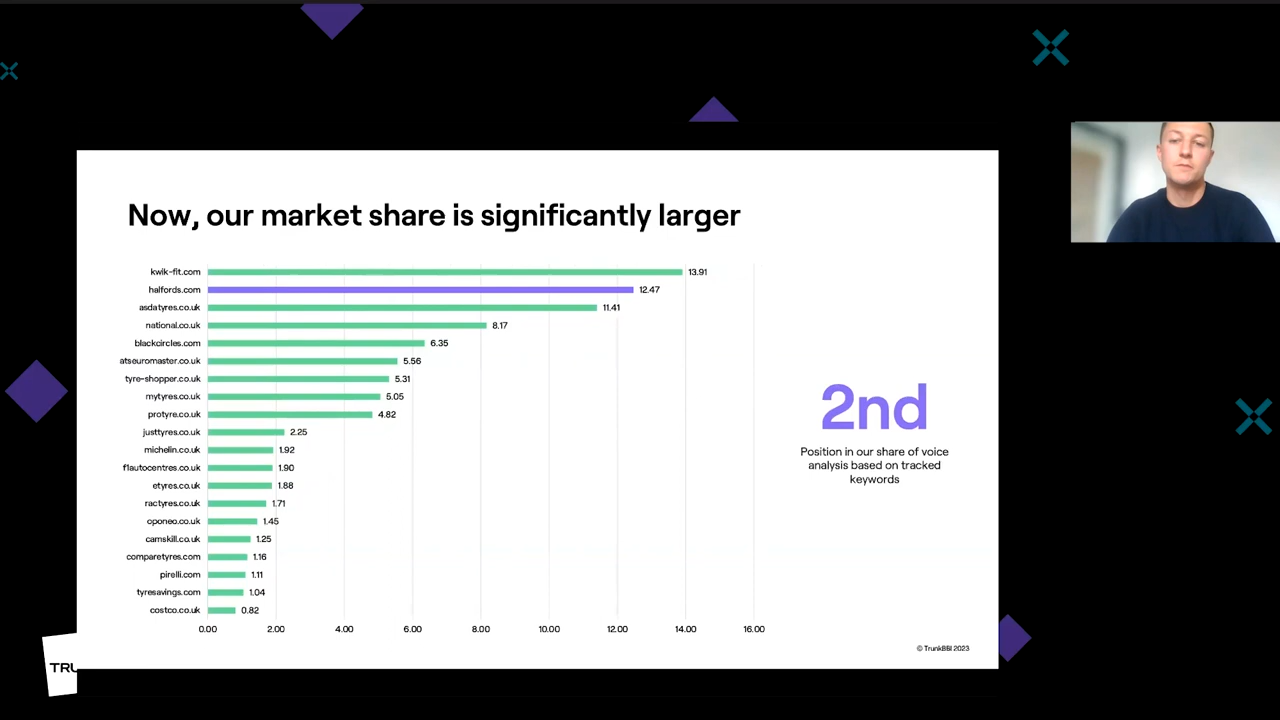 Now, our market share is significantly larger
kwik-fit.com 13.91
halfords.com 12.47
asdatyres.co.uk 11.41
national.co.uk 8.17
blackcircles.com 6.35
atseuromaster.co.uk 5.56
tyre-shopper.co.uk 5.31
mytyres.co.uk 5.05
protyre.co.uk 4.82
justtyres.co.uk 2.25
michelin.co.uk 1.92
f1autocentres.co.uk 1.90
etyres.co.uk 1.88
ractyres.co.uk 1.71
oponeo.co.uk 1.45
camskill.co.uk 1.25
comparetyres.com 1.16
pirelli.com 1.11
tyresavings.com 1.04
costco.co.uk 0.82
0.00 2.00 4.00 6.00 8.00 10.00 12.00 14.00 16.00
2nd
Position in our share of voice
analysis based on tracked
keywords
© TrunkBBI 2023
TRU